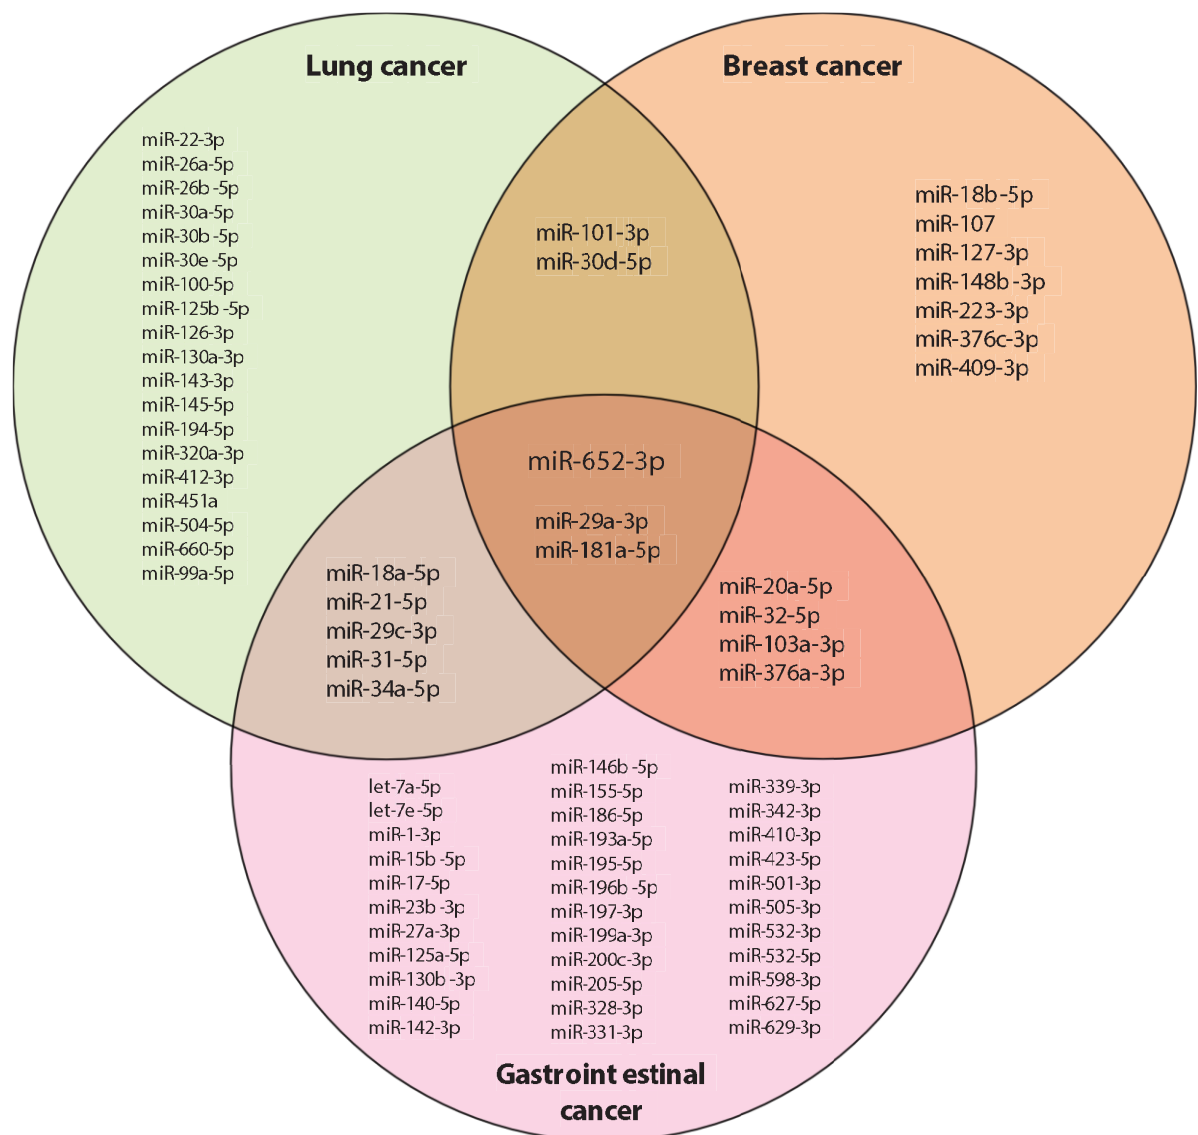 Lung cancer
Breast cancer
miR-22-3p
miR-26a-5p
miR-26b-5p
miR-30a-5p
miR-30b-5p
miR-30e-5p
miR-100-5p
miR-125b-5p
miR-126-3p
miR-130a-3p
miR-143-3p
miR-145-5p
miR-194-5p
miR-320a-3p
miR-412-3p
miR-451a
miR-504-5p
miR-660-5p
miR-99a-5p
miR-101-3p
miR-30d-5p
miR-18b-5p
miR-107
miR-127-3p
miR-148b-3p
miR-223-3p
miR-376c-3p
miR-409-3p
miR-652-3p
miR-29a-3p
miR-181a-5p
miR-18a-5p
miR-21-5p
miR-29c-3p
miR-31-5p
miR-34a-5p
miR-20a-5p
miR-32-5p
miR-103a-3p
miR-376a-3p
let-7a-5p
let-7e-5p
miR-1-3p
miR-15b-5p
miR-17-5p
miR-23b-3p
miR-27a-3p
miR-125a-5p
miR-130b-3p
miR-140-5p
miR-142-3p
miR-146b-5p
miR-155-5p
miR-186-5p
miR-193a-5p
miR-195-5p
miR-196b-5p
miR-197-3p
miR-199a-3p
miR-200c-3p
miR-205-5p
miR-328-3p
miR-331-3p
miR-339-3p
miR-342-3p
miR-410-3p
miR-423-5p
miR-501-3p
miR-505-3p
miR-532-3p
miR-532-5p
miR-598-3p
miR-627-5p
miR-629-3p
Gastroint estinal
cancer